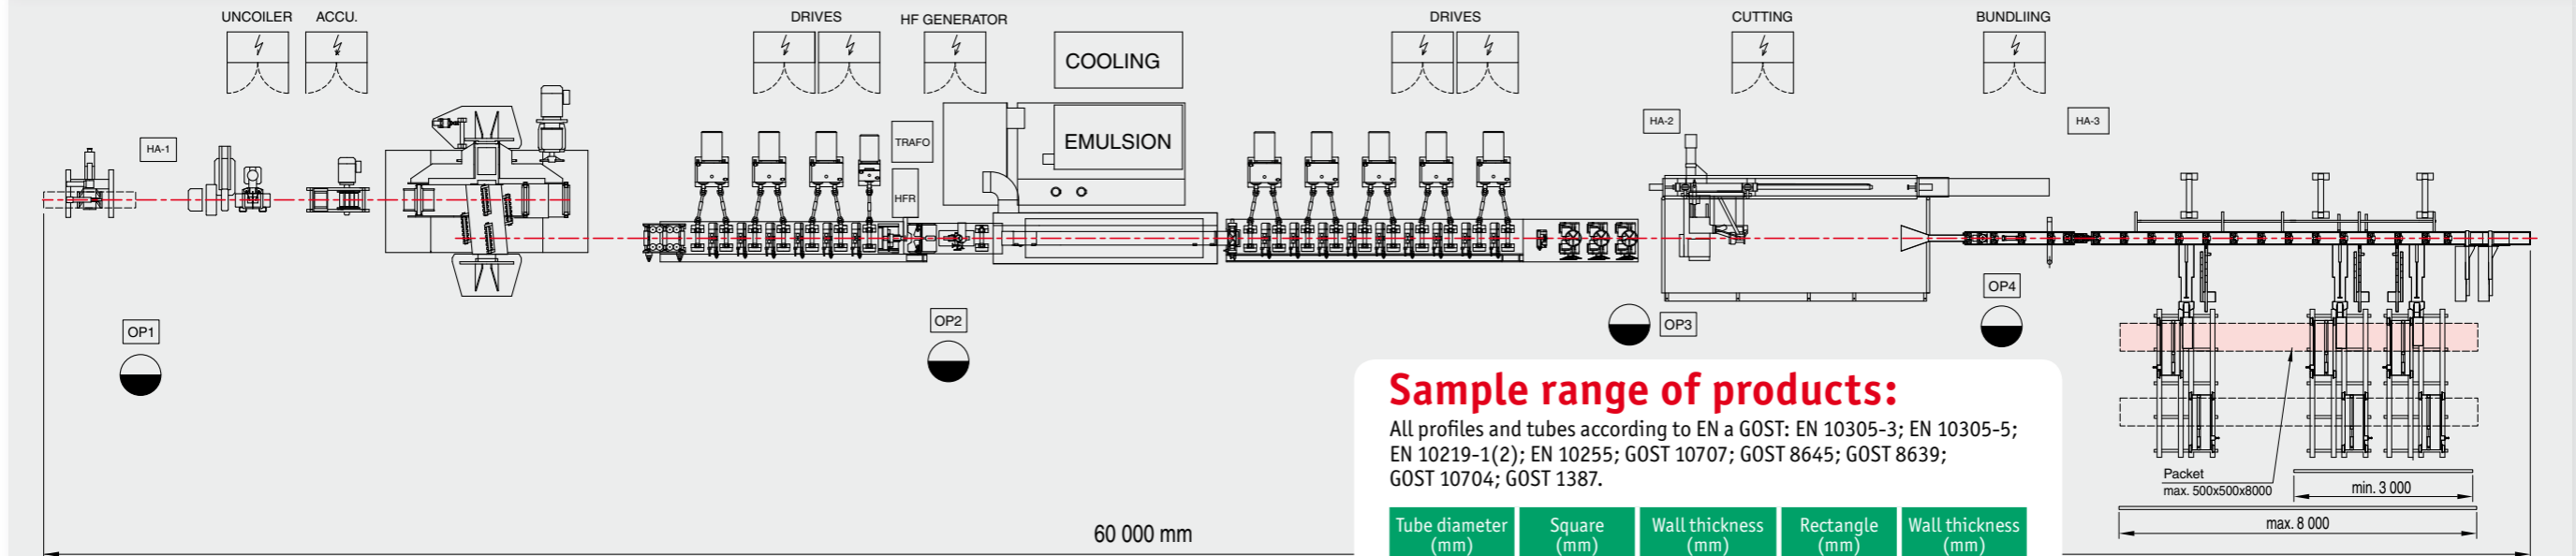 UNCOILER
ACCU.
DRIVES
HF GENERATOR
DRIVES
CUTTING
BUNDLIING
COOLING
HA-1
TRAFO
EMULSION
HA-2
HA-3
HFR
OP1
OP2
OP3
OP4
Sample range of products:
All profiles and tubes according to EN a GOST: EN 10305-3; EN 10305-5;
EN 10219-1(2); EN 10255; GOST 10707; GOST 8645; GOST 8639;
GOST 10704; GOST 1387.
Packet
max. 500x500x8000
min. 3 000
max. 8 000
60 000 mm
Tube diameter
(mm)
Square
(mm)
Wall thickness
(mm)
Rectangle
(mm)
Wall thickness
(mm)